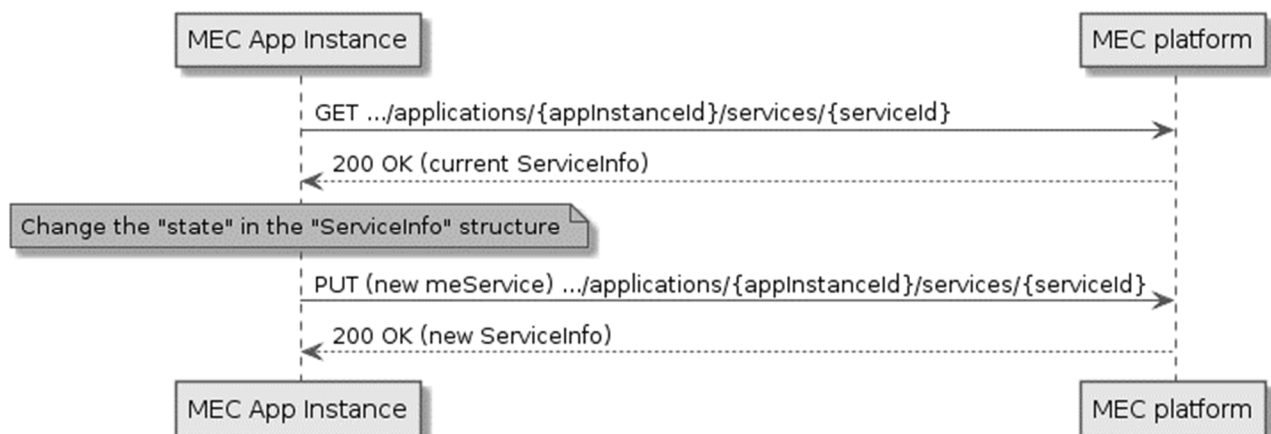 MEC App Instance
MEC platform
GET .../applications/{appInstanceId}/services/{serviceId}
200 OK (current ServiceInfo)
Change the "state" in the "ServiceInfo" structure
PUT (new meService) .../applications/{appInstanceId}/services/{serviceId}
200 OK (new ServiceInfo)
MEC App Instance
MEC platform